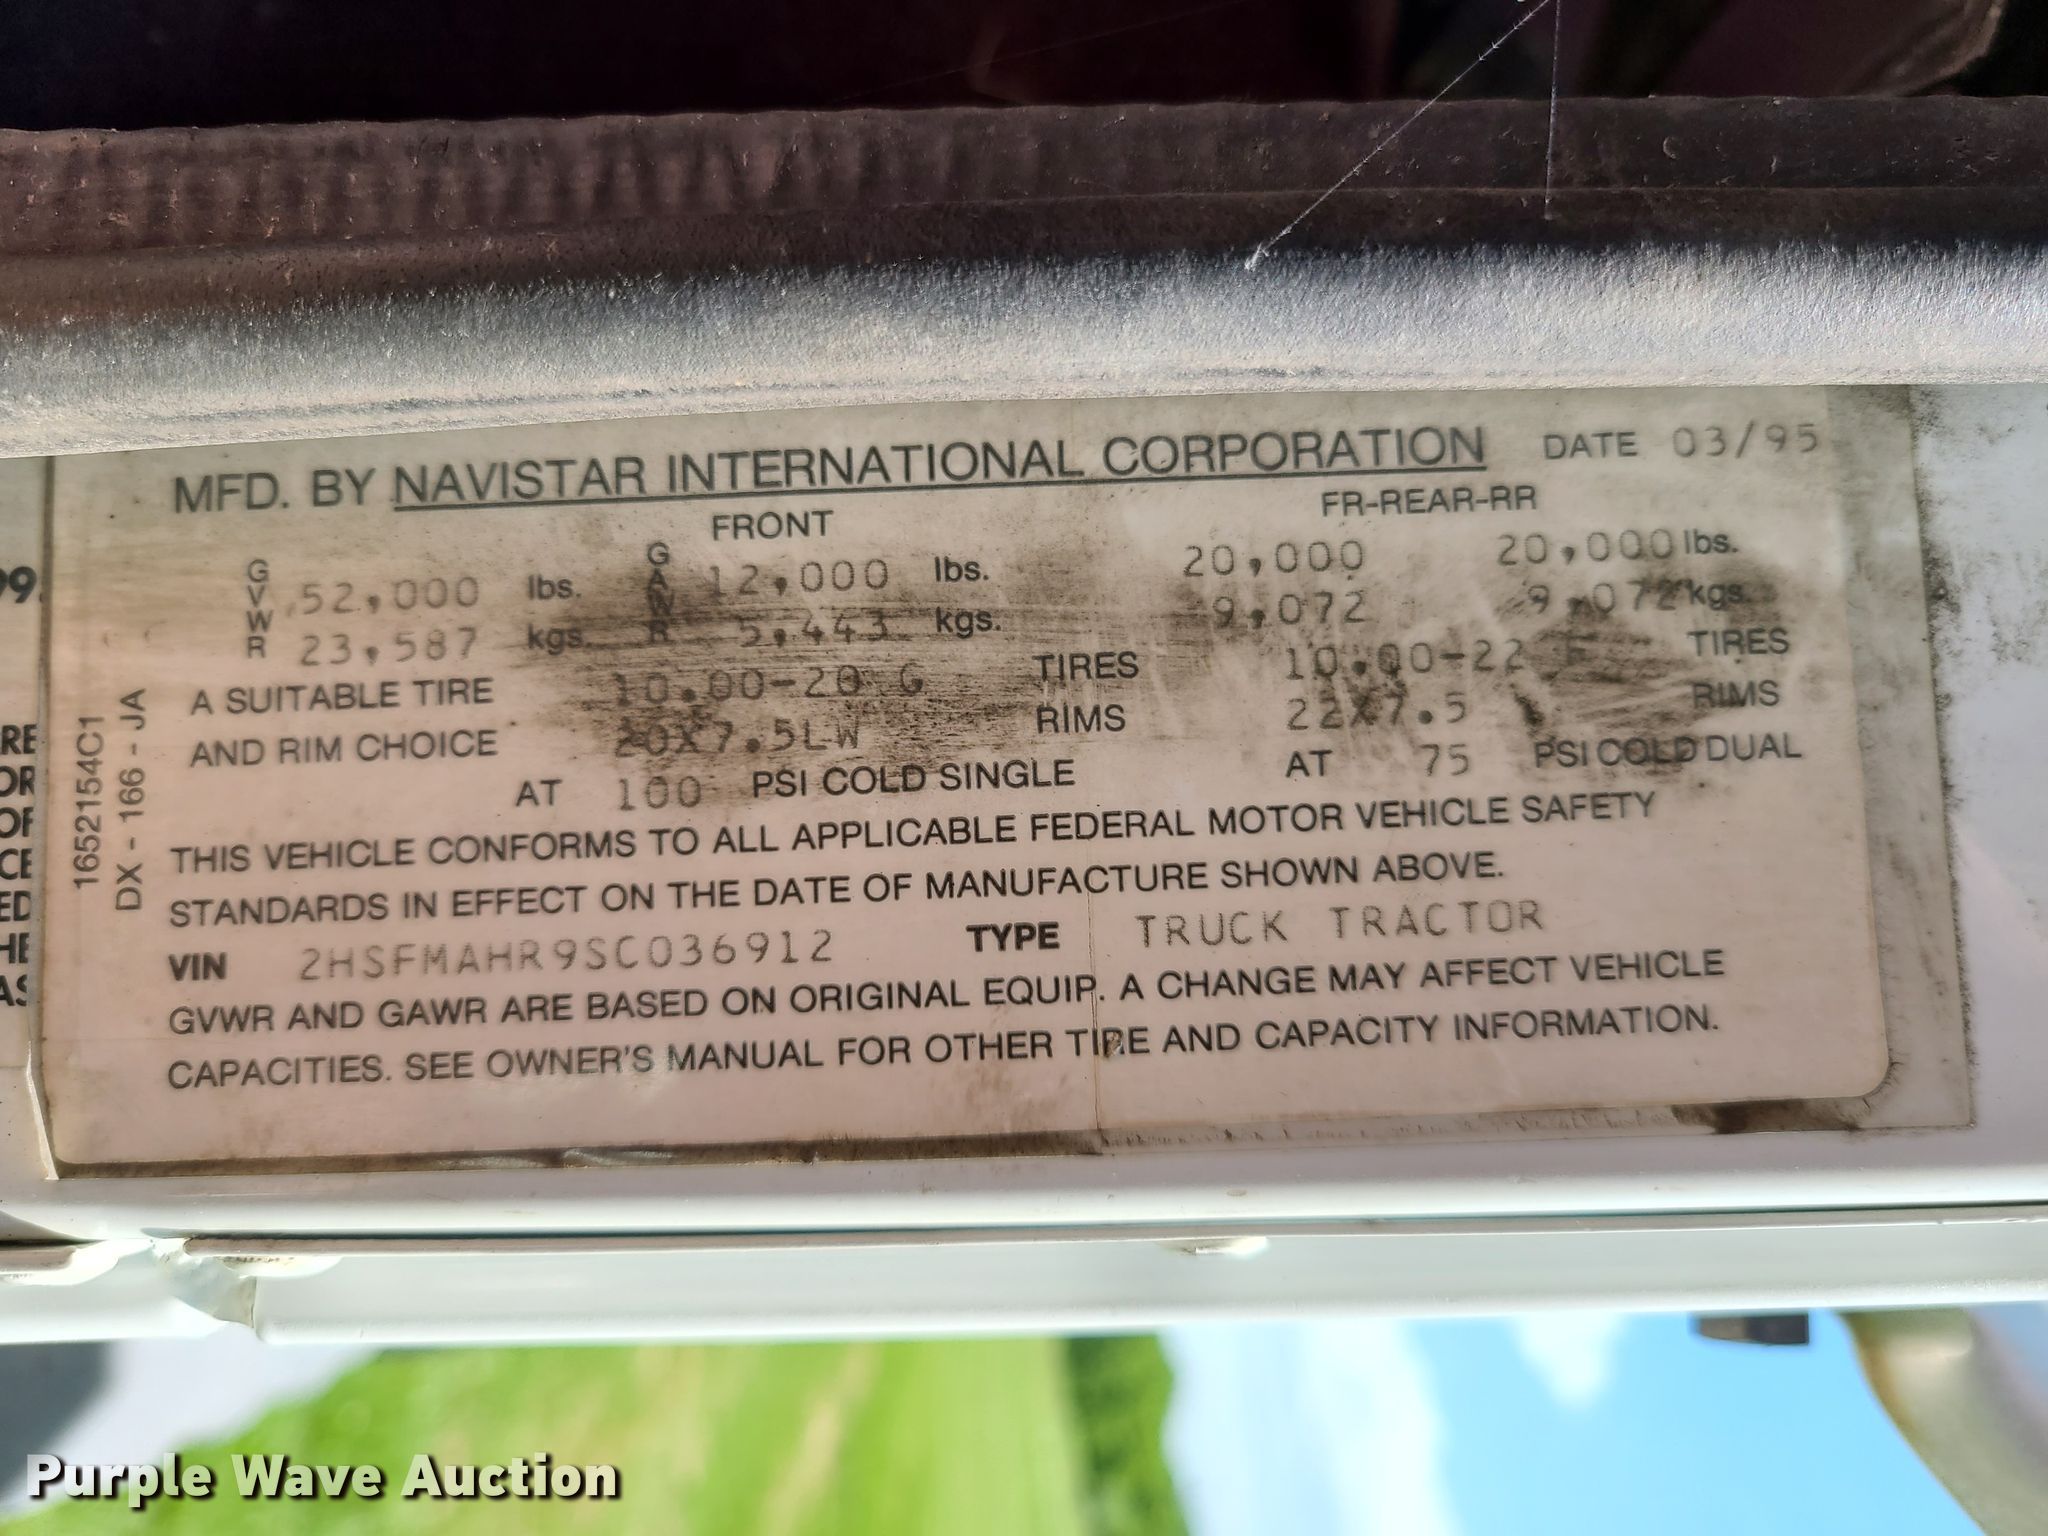 MFD. BY NAVISTAR INTERNATIONAL CORPORATION DATE 03/95
FRONT FR-REAR-RR
GVWR 52,000 lbs. GAWR 12,000 lbs. 20,000 20,000 lbs.
23,587 kgs. 5,443 kgs. 9,072 9,072 kgs.
A SUITABLE TIRE 10.00-20 G TIRES 10.00-22 F TIRES
AND RIM CHOICE 20X7.5LW RIMS 22X7.5 RIMS
AT 100 PSI COLD SINGLE AT 75 PSI COLD DUAL
THIS VEHICLE CONFORMS TO ALL APPLICABLE FEDERAL MOTOR VEHICLE SAFETY
STANDARDS IN EFFECT ON THE DATE OF MANUFACTURE SHOWN ABOVE.
VIN 2HSFMAHR9SC036912 TYPE TRUCK TRACTOR
GVWR AND GAWR ARE BASED ON ORIGINAL EQUIP. A CHANGE MAY AFFECT VEHICLE
CAPACITIES. SEE OWNER'S MANUAL FOR OTHER TIRE AND CAPACITY INFORMATION.
1652154C1
DX - 166 - JA
Purple Wave Auction